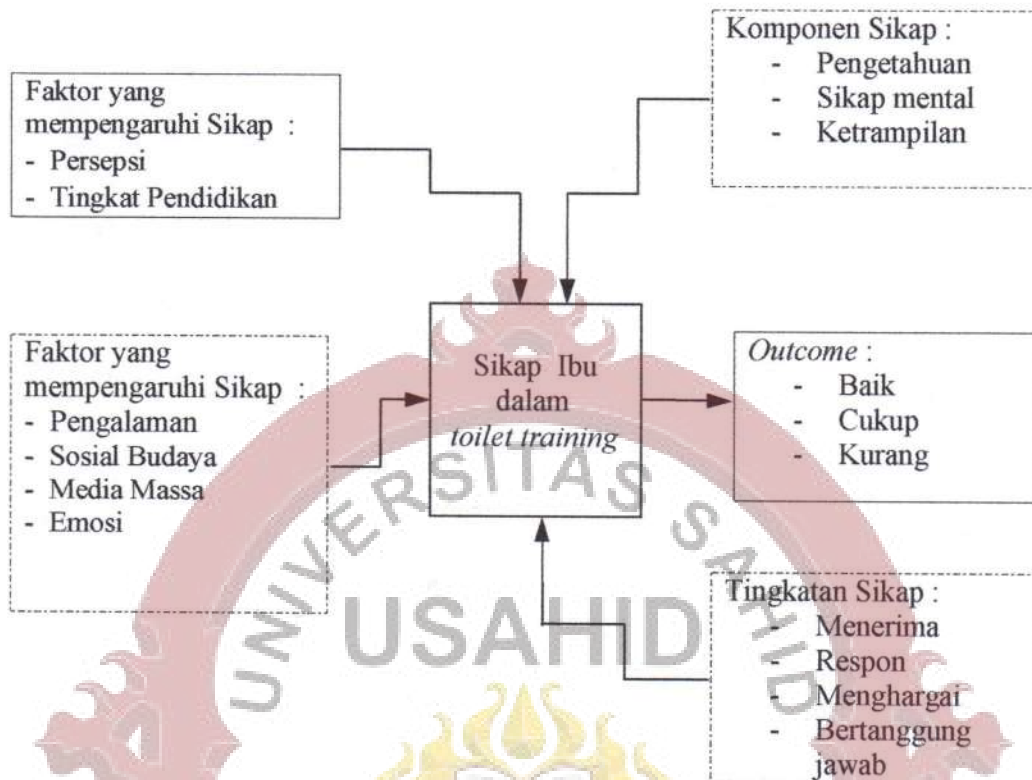 Faktor yang
mempengaruhi Sikap :
- Persepsi
- Tingkat Pendidikan
Komponen Sikap :
- Pengetahuan
- Sikap mental
- Ketrampilan
Faktor yang
mempengaruhi Sikap :
- Pengalaman
- Sosial Budaya
- Media Massa
- Emosi
Sikap Ibu
dalam
toilet training
Outcome :
- Baik
- Cukup
- Kurang
Tingkatan Sikap :
- Menerima
- Respon
- Menghargai
- Bertanggung
jawab
UNIVERSITAS SAHID
USAHID